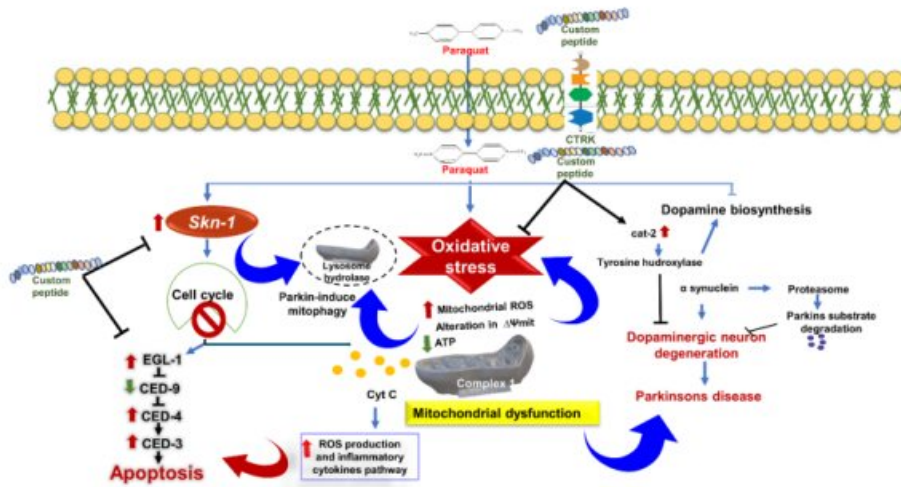 Custom
peptide
Paraquat
CTRK
Paraquat
Custom
peptide
Skn-1
Oxidative
stress
Dopamine biosynthesis
cat-2
Tyrosine hydroxylase
Lysosome
hydrolase
Custom
peptide
Cell cycle
Parkin-induce
mitophagy
α synuclein
Proteasome
Mitochondrial ROS
Alteration in ΔΨmit
ATP
Parkins substrate
degradation
Dopaminergic neuron
degeneration
EGL-1
CED-9
CED-4
CED-3
Apoptosis
Cyt C
Complex 1
Parkinsons disease
Mitochondrial dysfunction
ROS production
and inflammatory
cytokines pathway